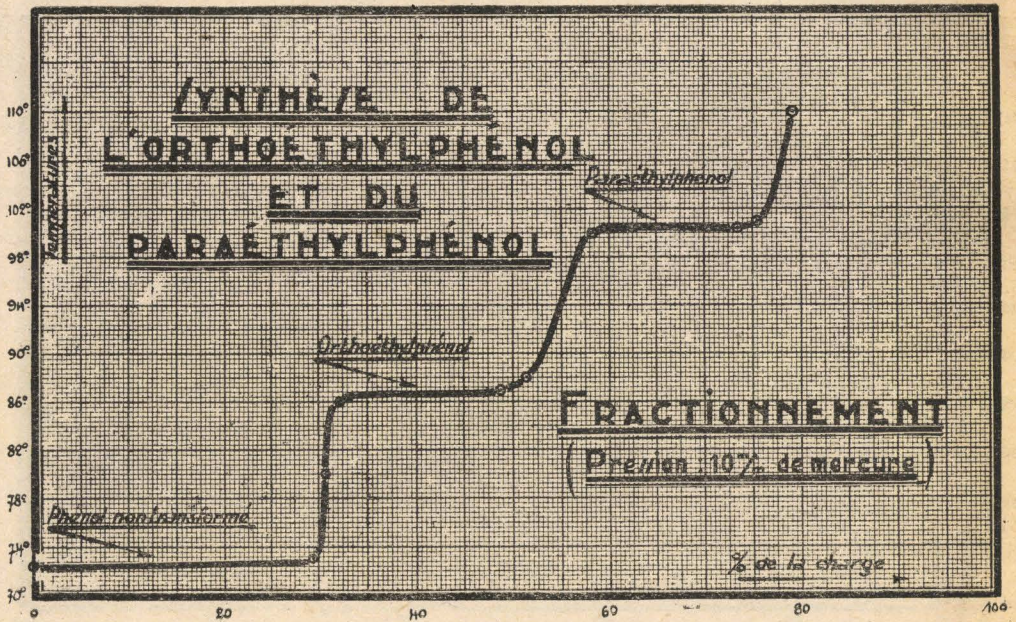 SYNTHÈSE DE
L'ORTHOÉTHYLPHÉNOL
ET DU
PARAÉTHYLPHÉNOL
Températures
110°
106°
102°
98°
94°
90°
86°
82°
78°
74°
70°
Paraéthylphénol
Orthoéthylphénol
Phénol non transformé
FRACTIONNEMENT
(Pression : 10 m/m de mercure)
% de la charge
0 20 40 60 80 100